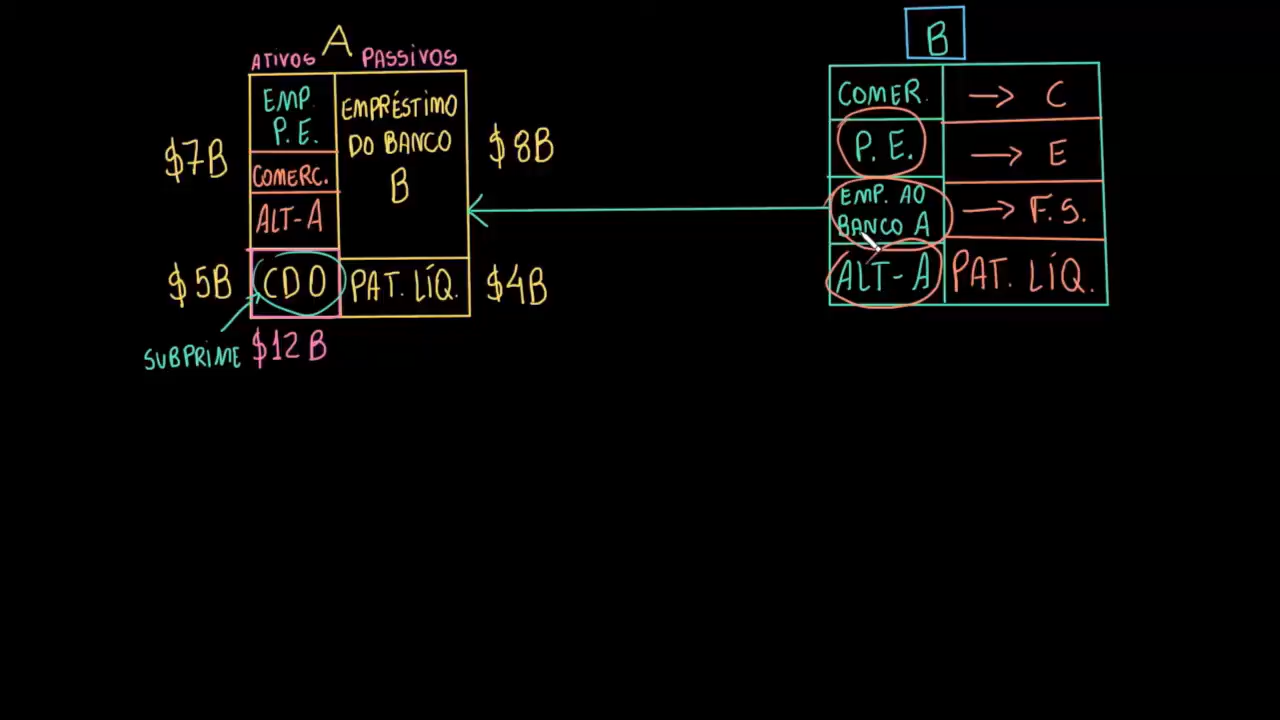 A
ATIVOS PASSIVOS
EMP.
P.E.
COMERC.
ALT-A
CDO
EMPRÉSTIMO
DO BANCO
B
PAT. LÍQ.
$7B
$5B
$8B
$4B
SUBPRIME
$12B
B
COMER.
→ C
P.E.
→ E
EMP. AO
BANCO A
→ F.S.
ALT-A
PAT. LÍQ.